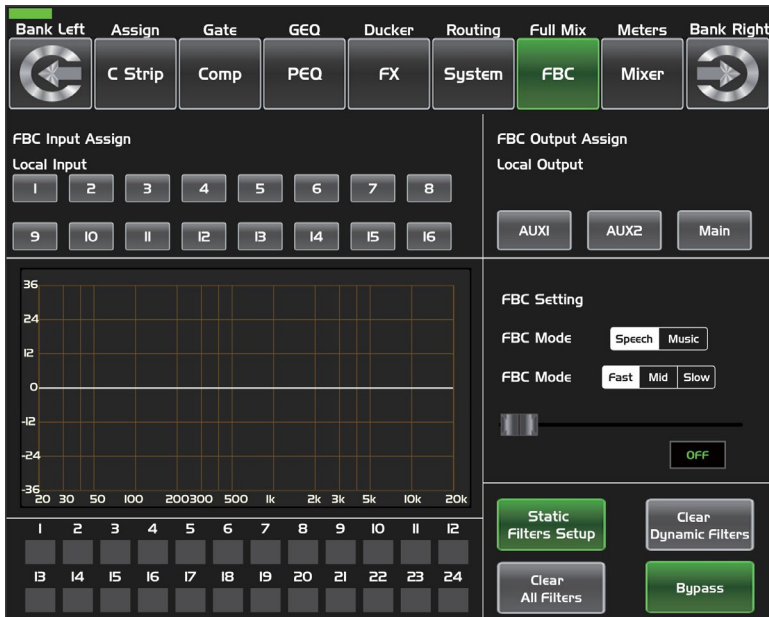 Bank Left Assign Gate GEQ Ducker Routing Full Mix Meters Bank Right
C Strip Comp PEQ FX System FBC Mixer
FBC Input Assign
Local Input
1 2 3 4 5 6 7 8
9 10 11 12 13 14 15 16
FBC Output Assign
Local Output
AUX1 AUX2 Main
36
24
12
0
-12
-24
-36
20 30 50 100 200 300 500 1k 2k 3k 5k 10k 20k
FBC Setting
FBC Mode Speech Music
FBC Mode Fast Mid Slow
OFF
1 2 3 4 5 6 7 8 9 10 11 12
13 14 15 16 17 18 19 20 21 22 23 24
Static
Filters Setup
Clear
Dynamic Filters
Clear
All Filters
Bypass